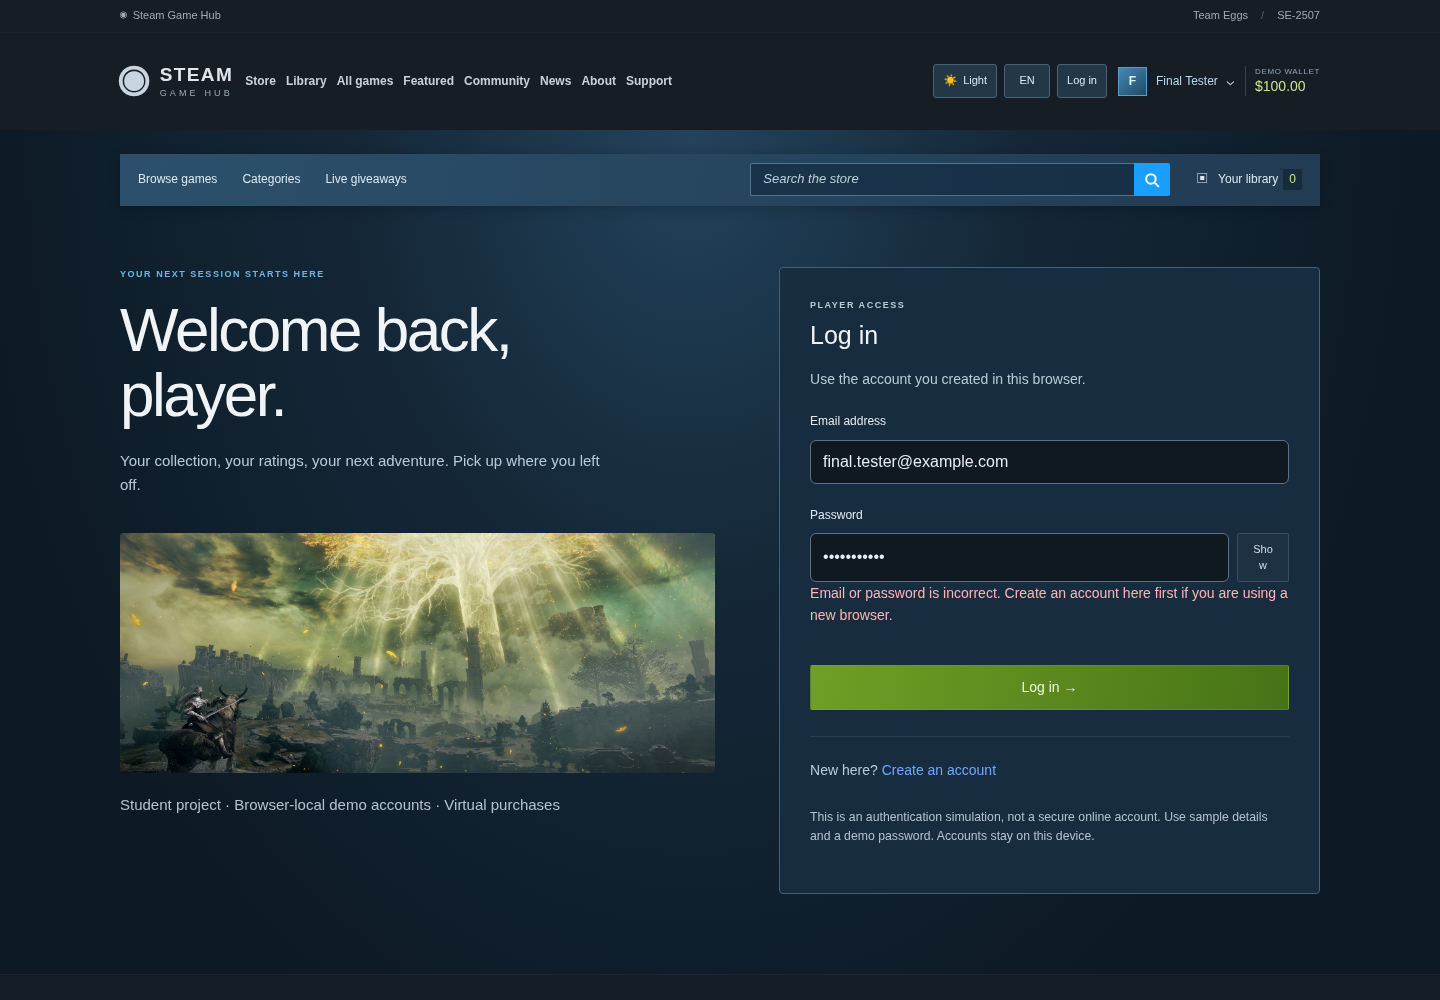 Steam Game Hub
Team Eggs / SE-2507
STEAM
GAME HUB
Store Library All games Featured Community News About Support
Light EN Log in F Final Tester
DEMO WALLET
$100.00
Browse games Categories Live giveaways
Search the store
Your library 0
YOUR NEXT SESSION STARTS HERE
Welcome back,
player.
Your collection, your ratings, your next adventure. Pick up where you left
off.
Student project · Browser-local demo accounts · Virtual purchases
PLAYER ACCESS
Log in
Use the account you created in this browser.
Email address
final.tester@example.com
Password
•••••••••••
Sho
w
Email or password is incorrect. Create an account here first if you are using a
new browser.
Log in →
New here? Create an account
This is an authentication simulation, not a secure online account. Use sample details
and a demo password. Accounts stay on this device.